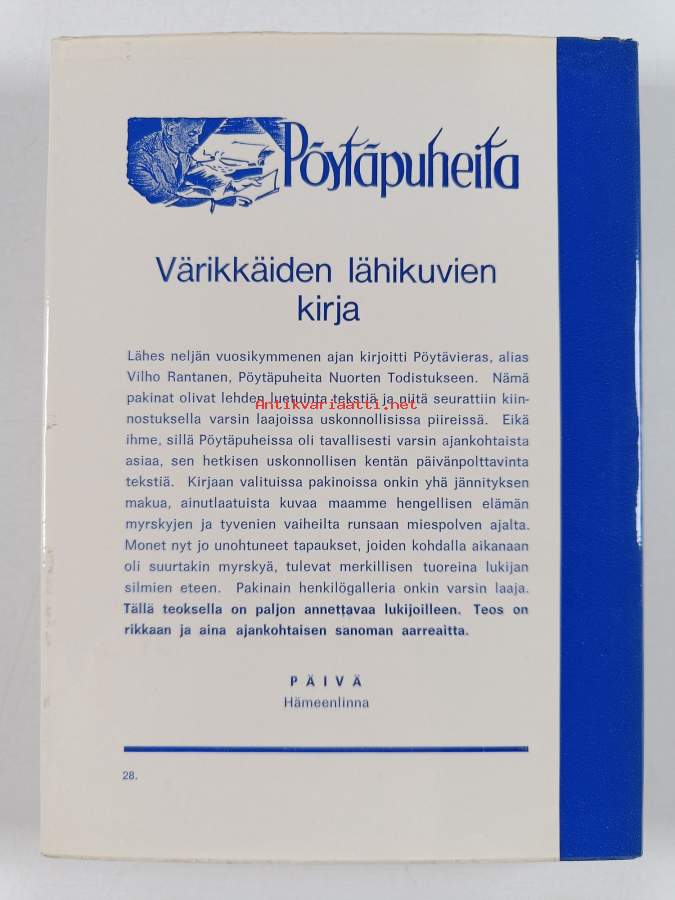 Pöytäpuheita
Värikkäiden lähikuvien
kirja
Lähes neljän vuosikymmenen ajan kirjoitti Pöytävieras, alias
Vilho Rantanen, Pöytäpuheita Nuorten Todistukseen. Nämä
pakinat olivat lehden luetuinta tekstiä ja niitä seurattiin kiin-
Antikvariaatti.net
nostuksella varsin laajoissa uskonnollisissa piireissä. Eikä
ihme, sillä Pöytäpuheissa oli tavallisesti varsin ajankohtaista
asiaa, sen hetkisen uskonnollisen kentän päivänpolttavinta
tekstiä. Kirjaan valituissa pakinoissa onkin yhä jännityksen
makua, ainutlaatuista kuvaa maamme hengellisen elämän
myrskyjen ja tyvenien vaiheilta runsaan miespolven ajalta.
Monet nyt jo unohtuneet tapaukset, joiden kohdalla aikanaan
oli suurtakin myrskyä, tulevat merkillisen tuoreina lukijan
silmien eteen. Pakinain henkilögalleria onkin varsin laaja.
Tällä teoksella on paljon annettavaa lukijoilleen. Teos on
rikkaan ja aina ajankohtaisen sanoman aarreaitta.
PÄIVÄ
Hämeenlinna
28.